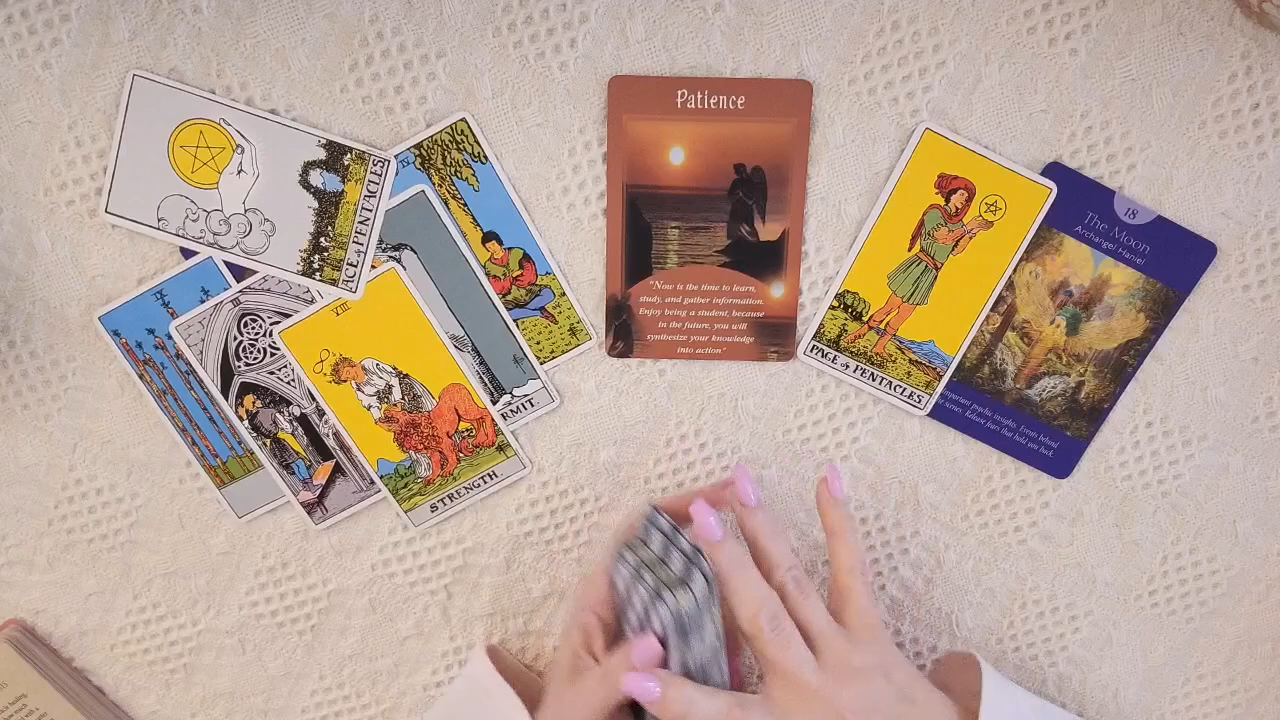 ACE of PENTACLES
IV
III
VIII
STRENGTH
RMIT.
Patience
"Now is the time to learn,
study, and gather information.
Enjoy being a student, because
in the future, you will
synthesize your knowledge
into action."
PAGE of PENTACLES
18
The Moon
Archangel Haniel
important psychic insights. Events behind
scenes. Release fears that hold you back.